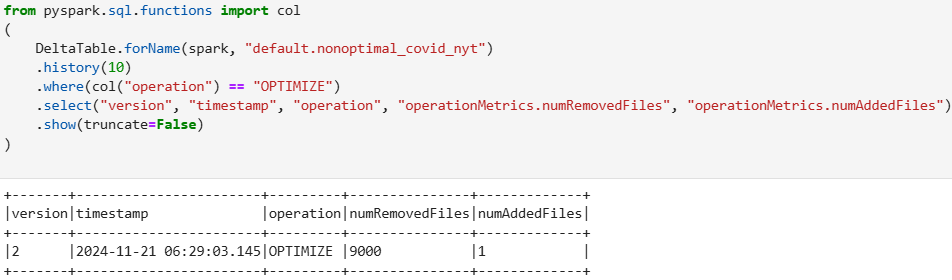 from pyspark.sql.functions import col
(
    DeltaTable.forName(spark, "default.nonoptimal_covid_nyt")
    .history(10)
    .where(col("operation") == "OPTIMIZE")
    .select("version", "timestamp", "operation", "operationMetrics.numRemovedFiles", "operationMetrics.numAddedFiles")
    .show(truncate=False)
)
+-------+-----------------------+---------+---------------+-------------+
|version|timestamp              |operation|numRemovedFiles|numAddedFiles|
+-------+-----------------------+---------+---------------+-------------+
|2      |2024-11-21 06:29:03.145|OPTIMIZE |9000           |1            |
+-------+-----------------------+---------+---------------+-------------+